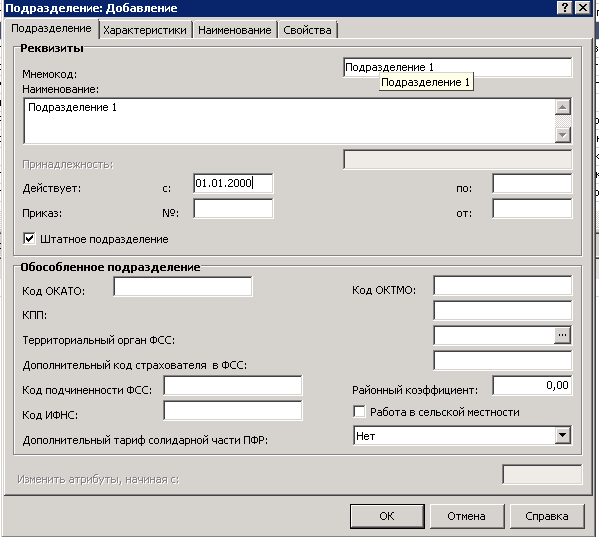 Подразделение: Добавление
Подразделение Характеристики Наименование Свойства
Реквизиты
Мнемокод: Подразделение 1
Подразделение 1
Наименование:
Подразделение 1
Принадлежность:
Действует: с: 01.01.2000 по:
Приказ: №: от:
Штатное подразделение
Обособленное подразделение
Код ОКАТО: Код ОКТМО:
КПП:
Территориальный орган ФСС: ...
Дополнительный код страхователя в ФСС:
Код подчиненности ФСС: Районный коэффициент: 0,00
Код ИФНС: Работа в сельской местности
Дополнительный тариф солидарной части ПФР: Нет
Изменить атрибуты, начиная с:
ОК Отмена Справка